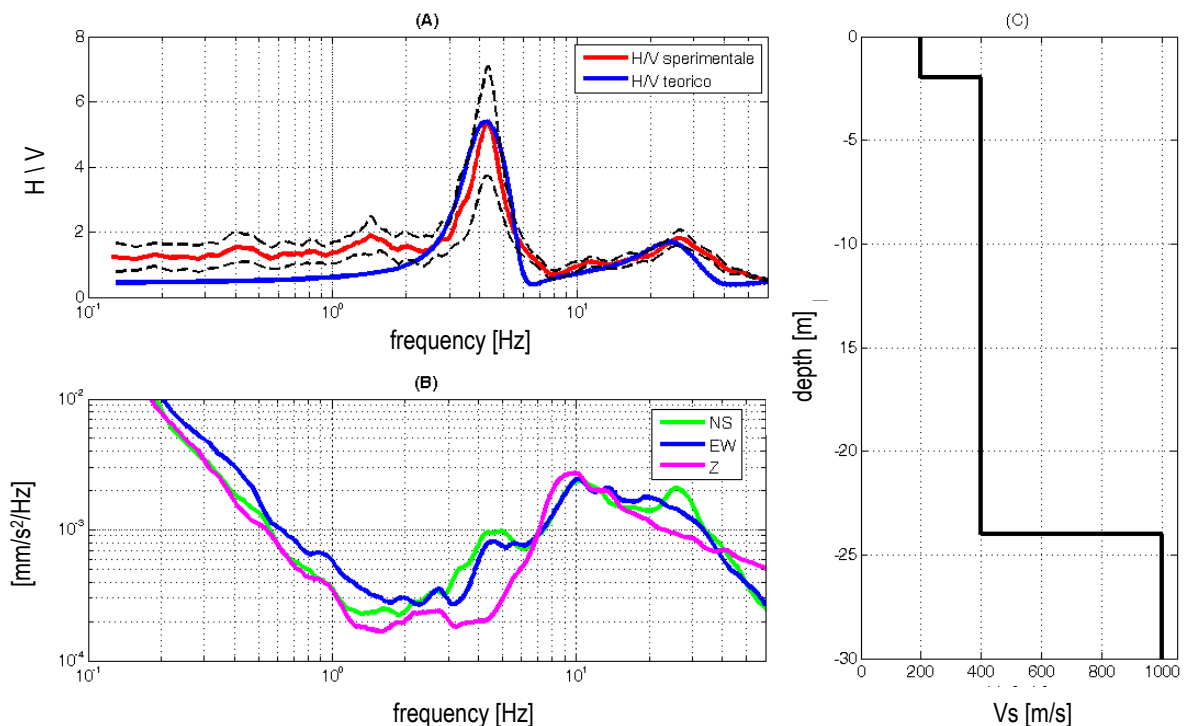 (A)
H/V sperimentale
H/V teorico
8
6
4
2
0
H \ V
10-1
100
101
frequency [Hz]
(B)
NS
EW
Z
10-2
10-3
10-4
[mm/s2/Hz]
10-1
100
101
frequency [Hz]
(C)
0
-5
-10
-15
-20
-25
-30
depth [m]
0
200
400
600
800
1000
Vs [m/s]